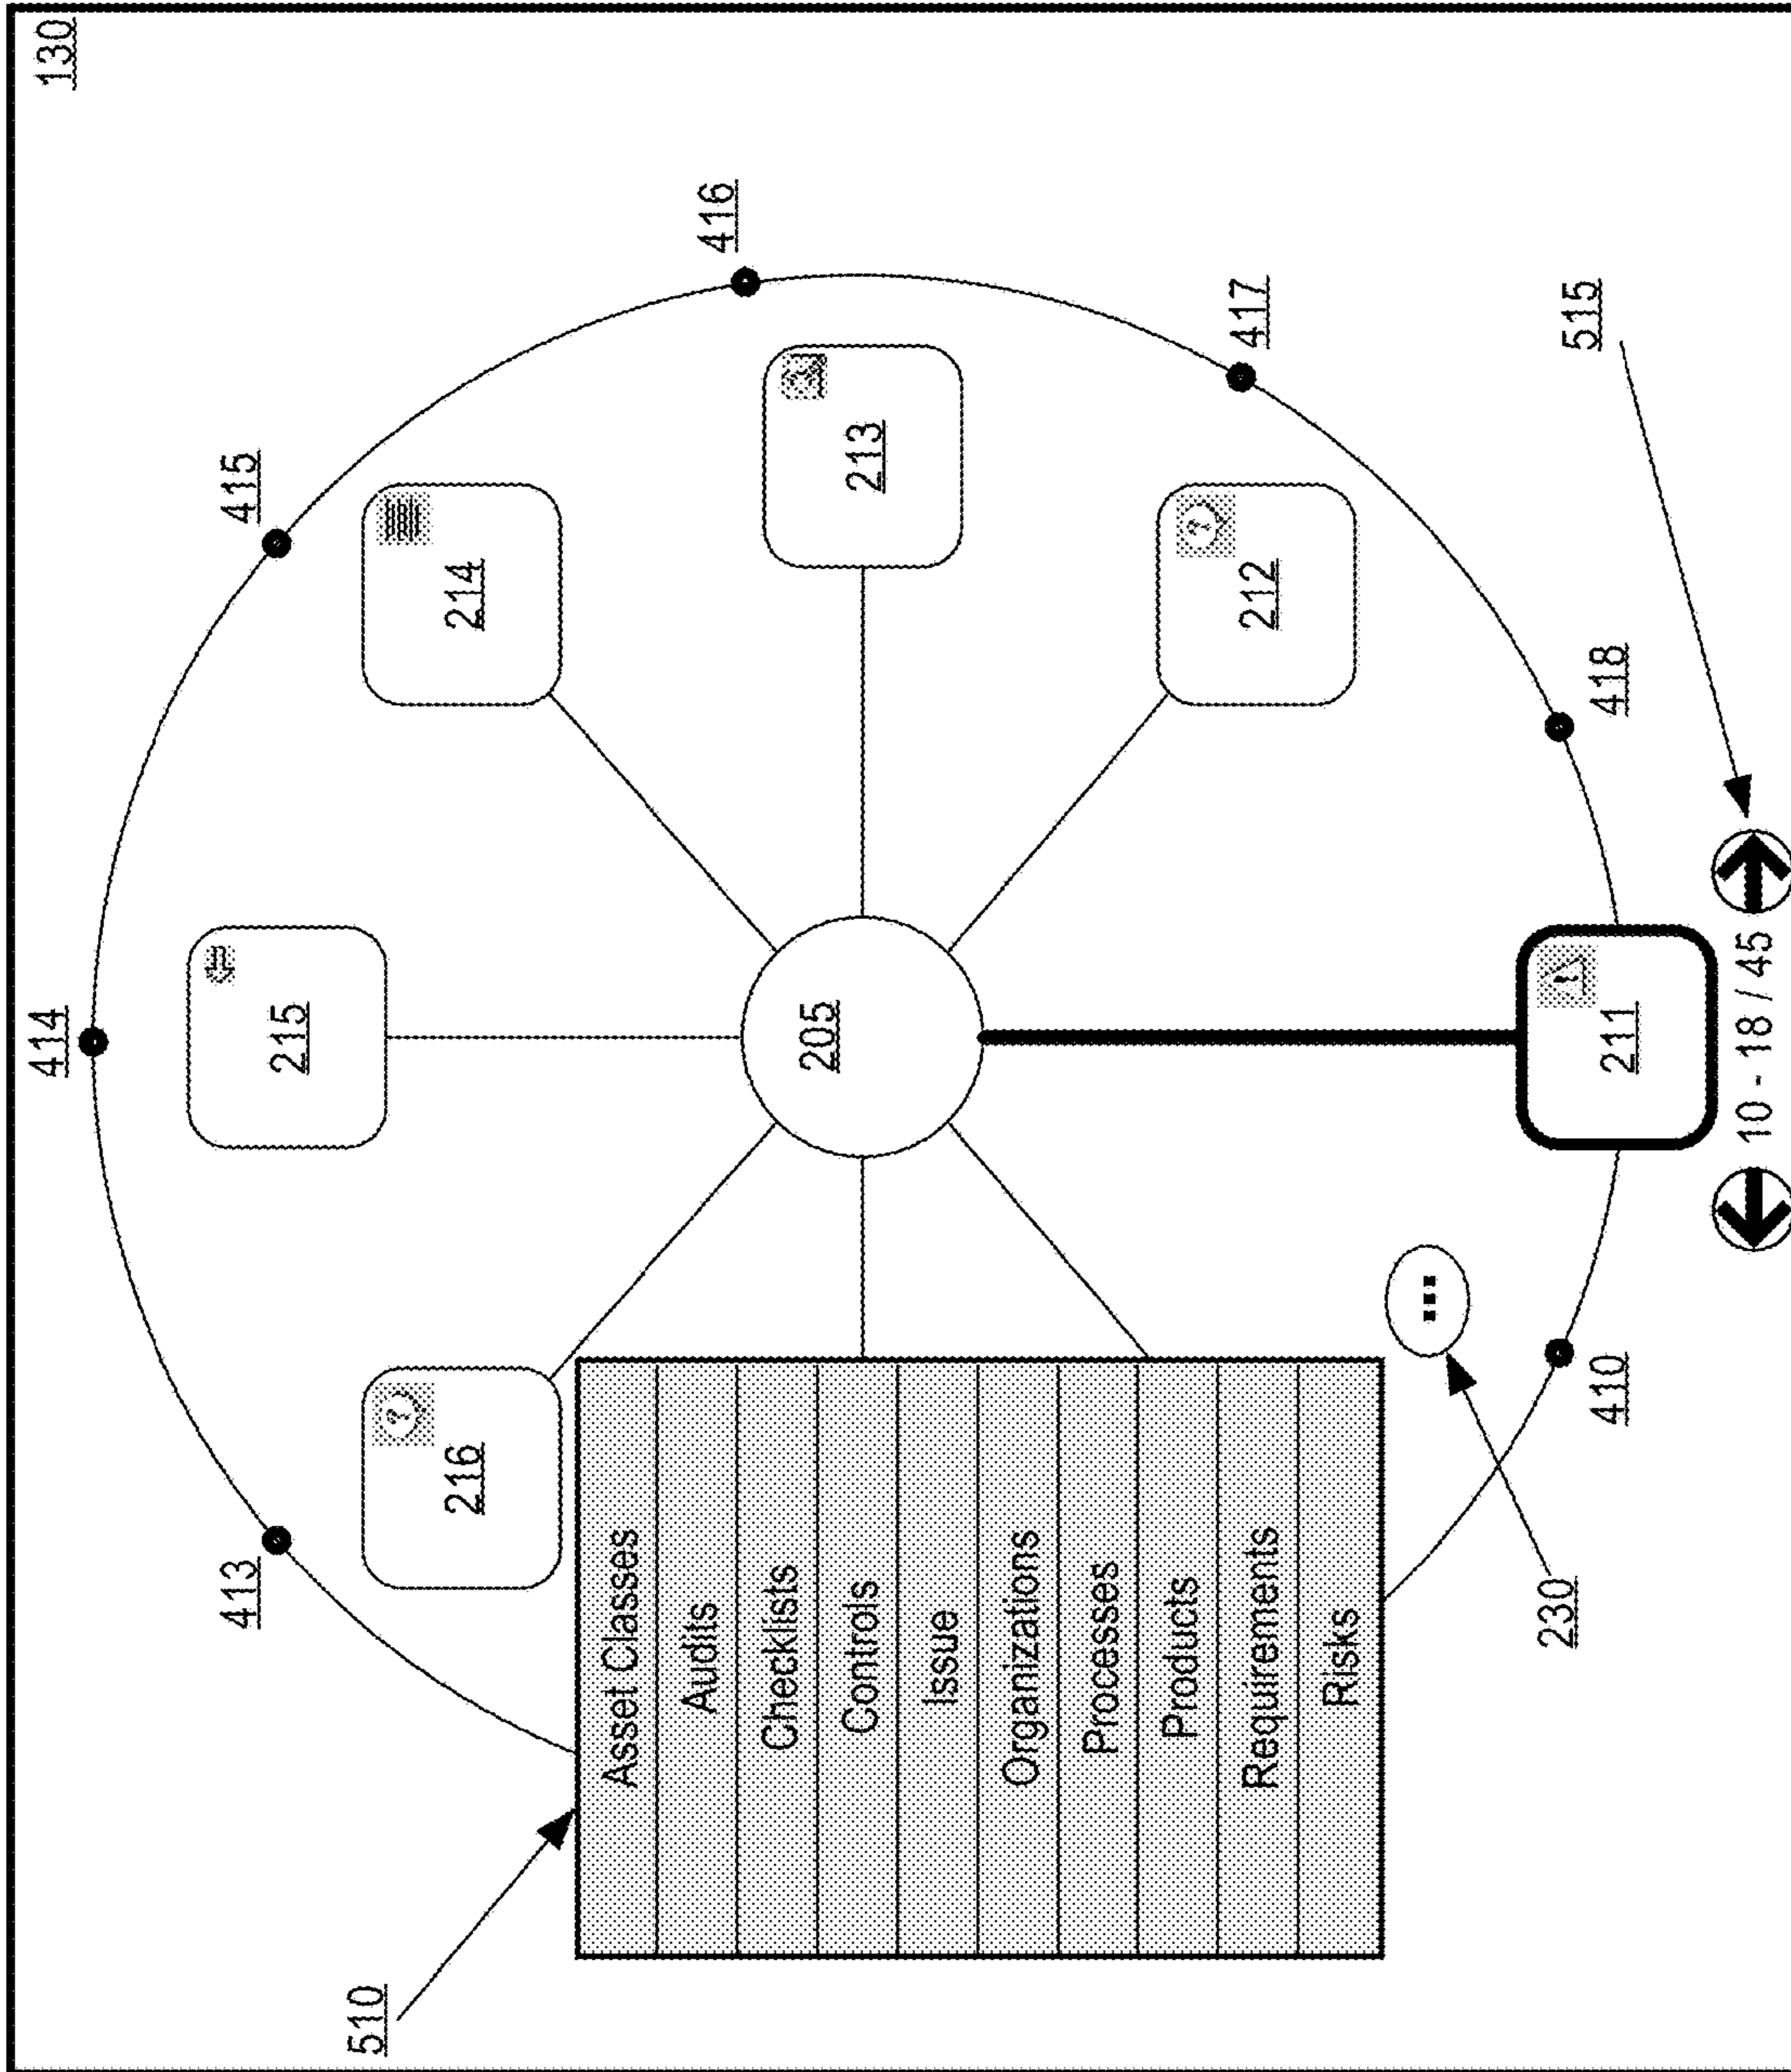 130
414
413
415
215
510
216
214
Asset Classes
Audits
Checklists
Controls
Issue
Organizations
Processes
Products
Requirements
Risks
416
205
213
417
212
230
515
410
418
211
10 - 18 / 45